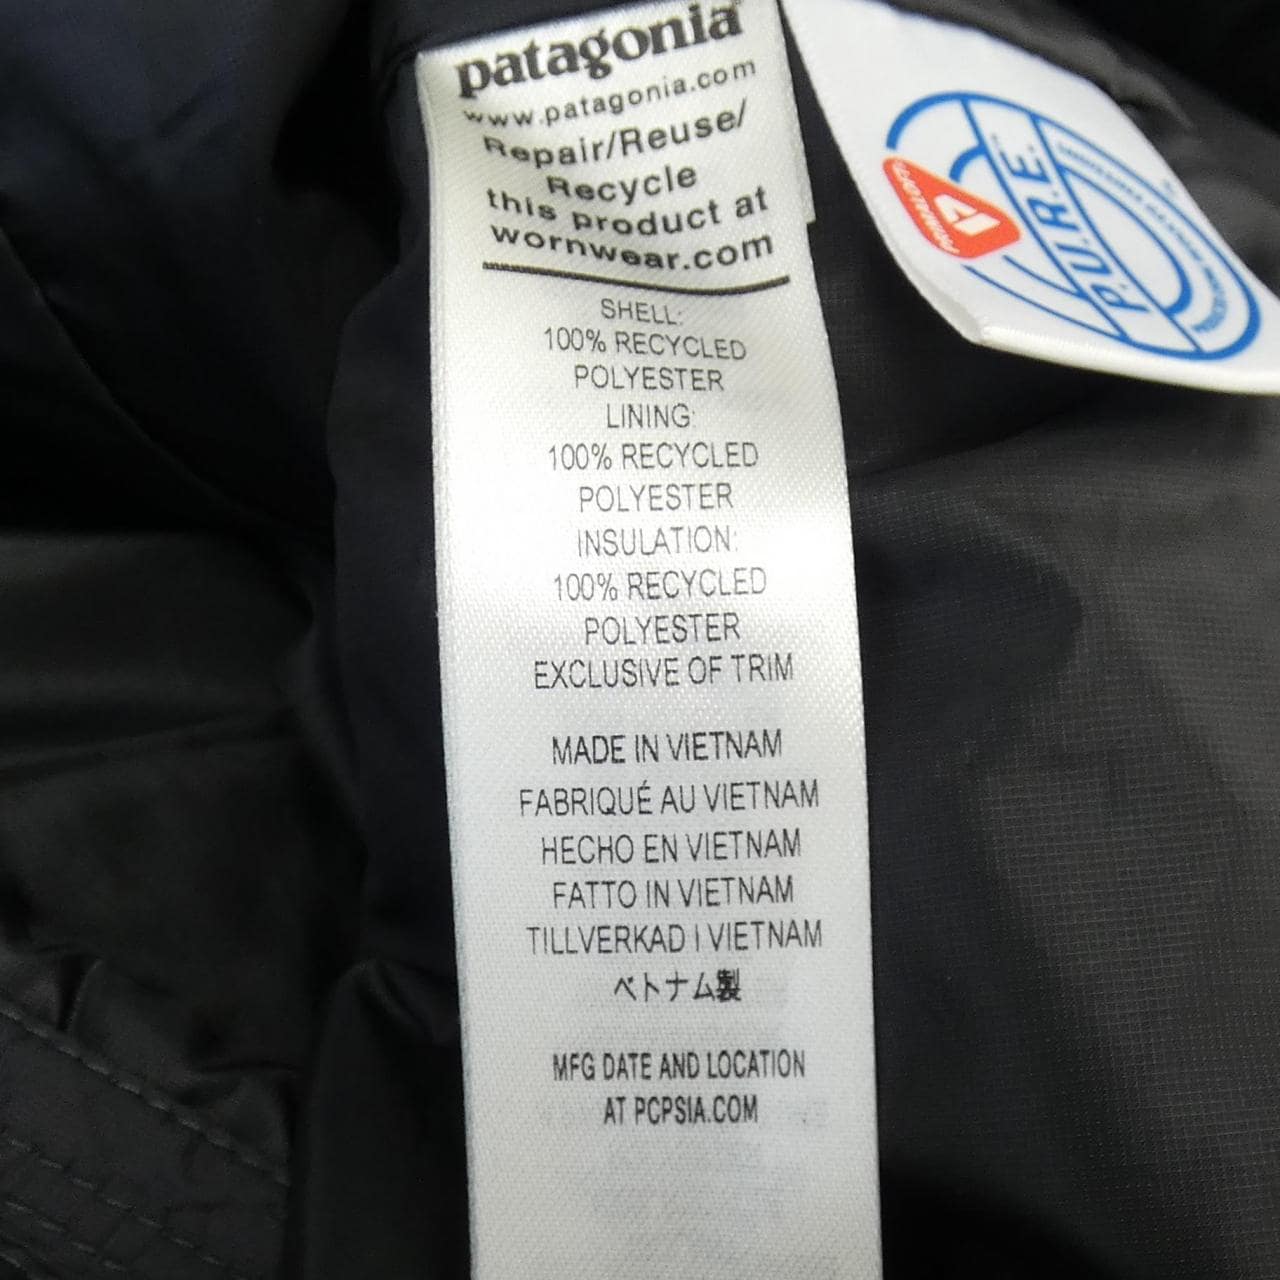 patagonia
www.patagonia.com
Repair/Reuse/
Recycle
this product at
wornwear.com
SHELL:
100% RECYCLED
POLYESTER
LINING:
100% RECYCLED
POLYESTER
INSULATION:
100% RECYCLED
POLYESTER
EXCLUSIVE OF TRIM
MADE IN VIETNAM
FABRIQUÉ AU VIETNAM
HECHO EN VIETNAM
FATTO IN VIETNAM
TILLVERKAD I VIETNAM
ベトナム製
MFG DATE AND LOCATION
AT PCPSIA.COM
P.U.R.E.
PRIMALOFT